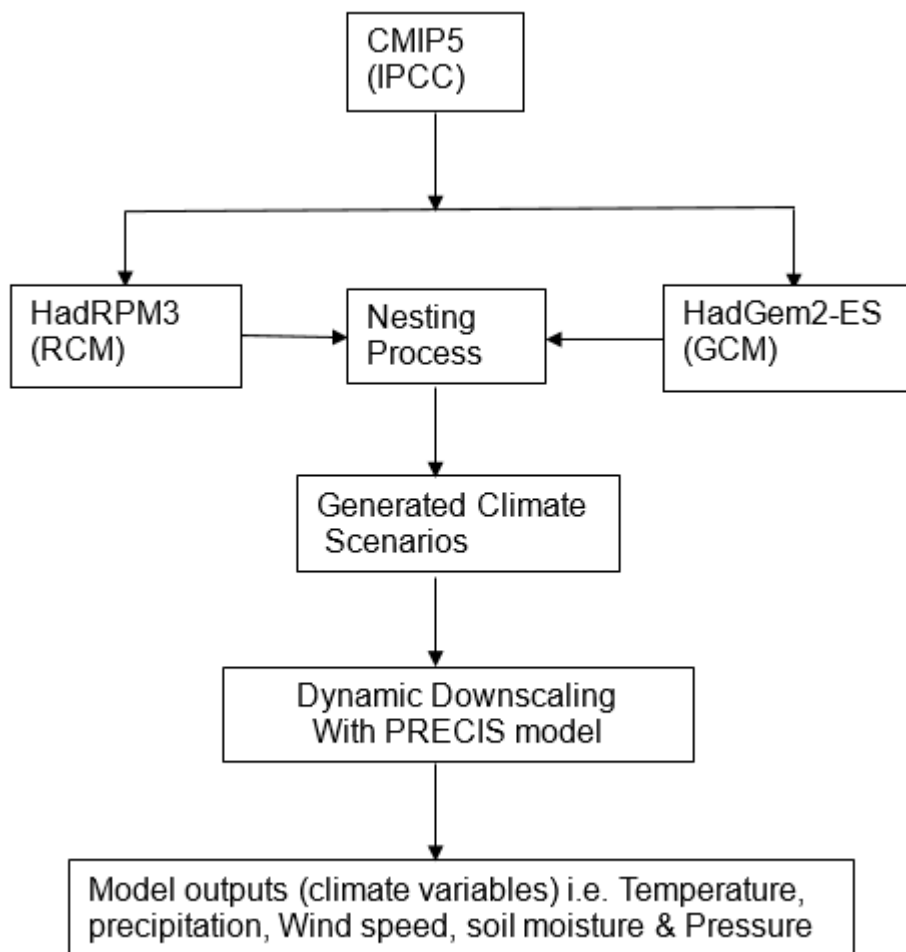 CMIP5
(IPCC)
HadRPM3
(RCM)
Nesting
Process
HadGem2-ES
(GCM)
Generated Climate
Scenarios
Dynamic Downscaling
With PRECIS model
Model outputs (climate variables) i.e. Temperature,
precipitation, Wind speed, soil moisture & Pressure